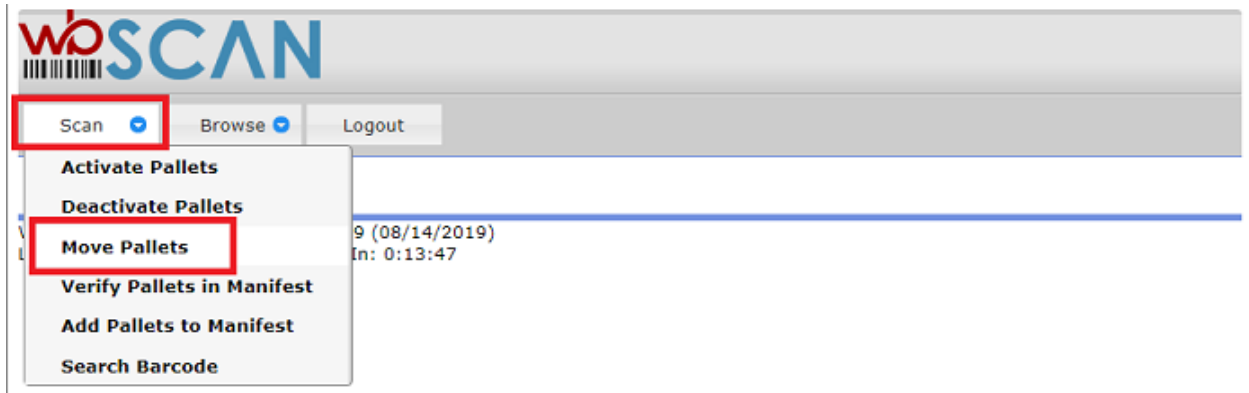 wbSCAN
Scan Browse Logout
Activate Pallets
Deactivate Pallets
9 (08/14/2019)
Move Pallets
In: 0:13:47
Verify Pallets in Manifest
Add Pallets to Manifest
Search Barcode